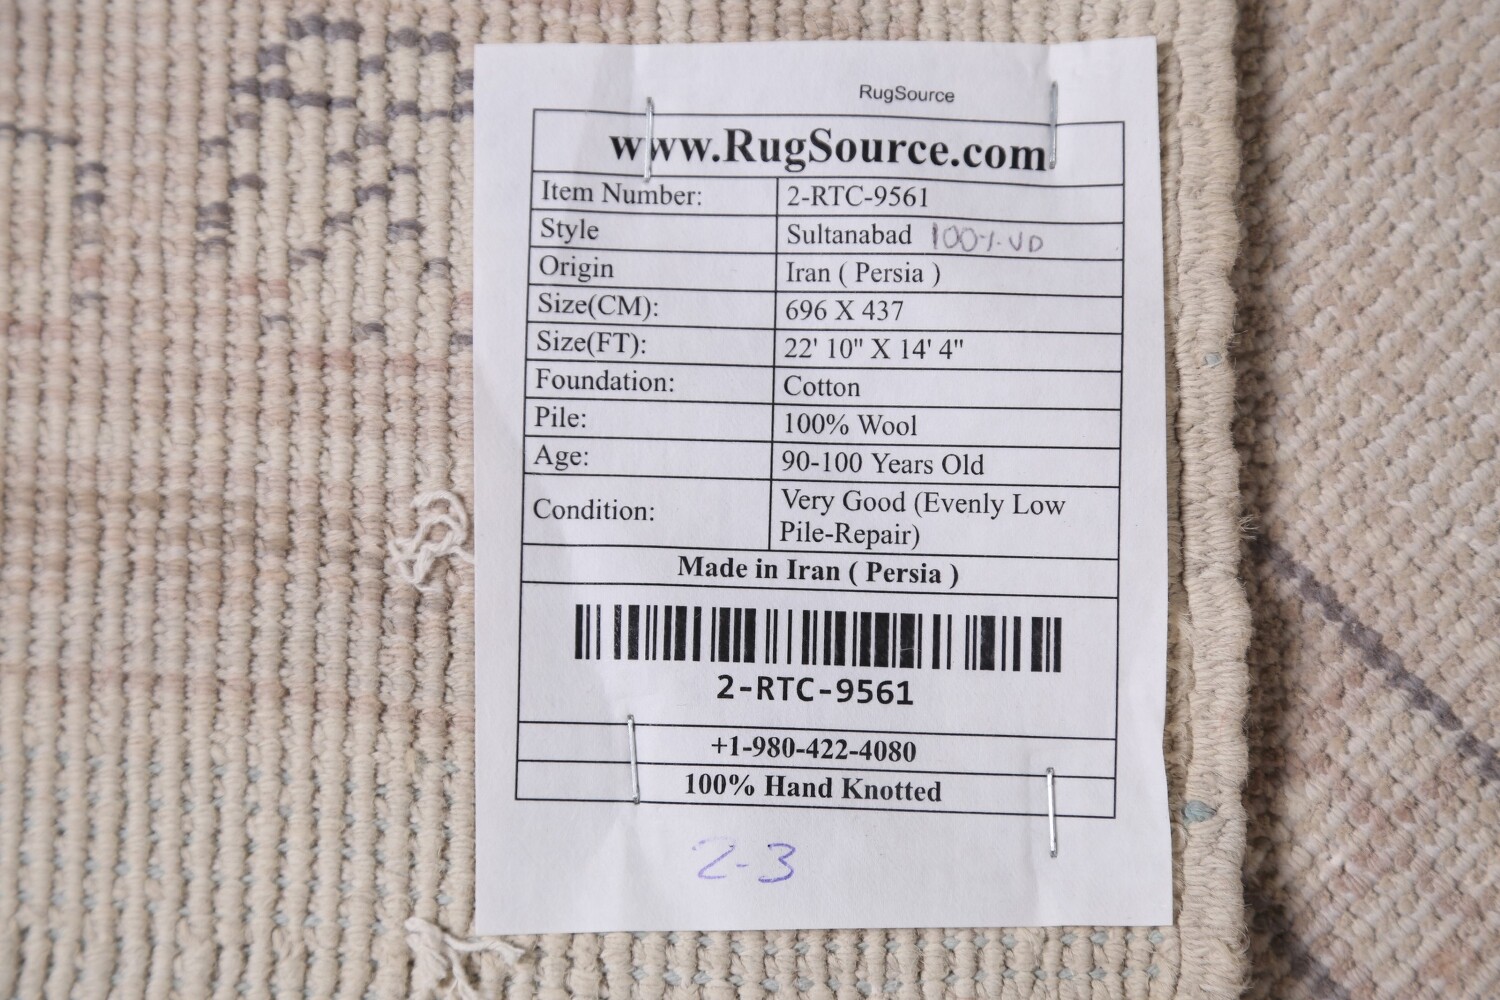 RugSource
www.RugSource.com
Item Number: 2-RTC-9561
Style Sultanabad 100% VD
Origin Iran ( Persia )
Size(CM): 696 X 437
Size(FT): 22' 10" X 14' 4"
Foundation: Cotton
Pile: 100% Wool
Age: 90-100 Years Old
Condition: Very Good (Evenly Low
Pile-Repair)
Made in Iran ( Persia )
2-RTC-9561
+1-980-422-4080
100% Hand Knotted
2-3